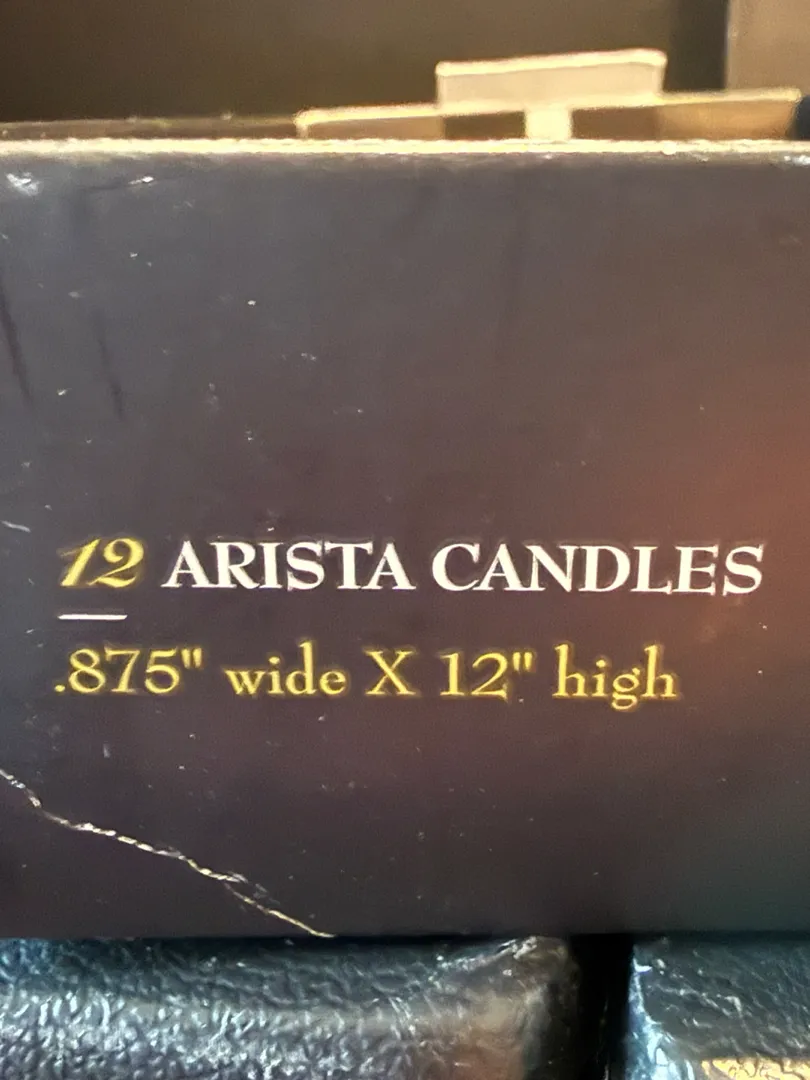 12 ARISTA CANDLES
.875" wide X 12" high